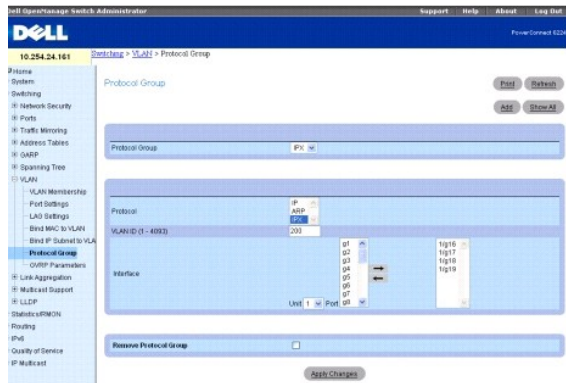 Dell OpenManage Switch Administrator
Support Help About Log Out
DELL
PowerConnect 6224
10.254.24.161
Switching > VLAN > Protocol Group
Home
System
Switching
Network Security
Ports
Traffic Mirroring
Address Tables
GARP
Spanning Tree
VLAN
VLAN Membership
Port Settings
LAG Settings
Bind MAC to VLAN
Bind IP Subnet to VLA
Protocol Group
GVRP Parameters
Link Aggregation
Multicast Support
LLDP
Statistics/RMON
Routing
IPv6
Quality of Service
IP Multicast
Protocol Group
Print Refresh
Add Show All
Protocol Group IPX
Protocol
IP
ARP
IPX
VLAN ID (1 - 4093) 200
Interface
Unit 1 Port
g1
g2
g3
g4
g5
g6
g7
g8
1/g16
1/g17
1/g18
1/g19
Remove Protocol Group
Apply Changes